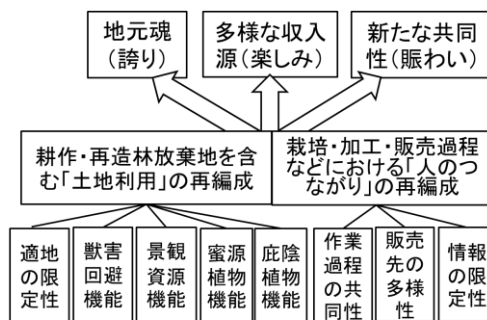 地元魂
(誇り)
多様な収入
源(楽しみ)
新たな共同
性(賑わい)
耕作・再造林放棄地を含
む「土地利用」の再編成
栽培・加工・販売過程
などにおける「人のつ
ながり」の再編成
適地
の限
定性
獣害
回避
機能
景観
資源
機能
蜜源
植物
機能
庇陰
植物
機能
作業
過程
の共
同性
販売
先の
多様
性
情報
の限
定性